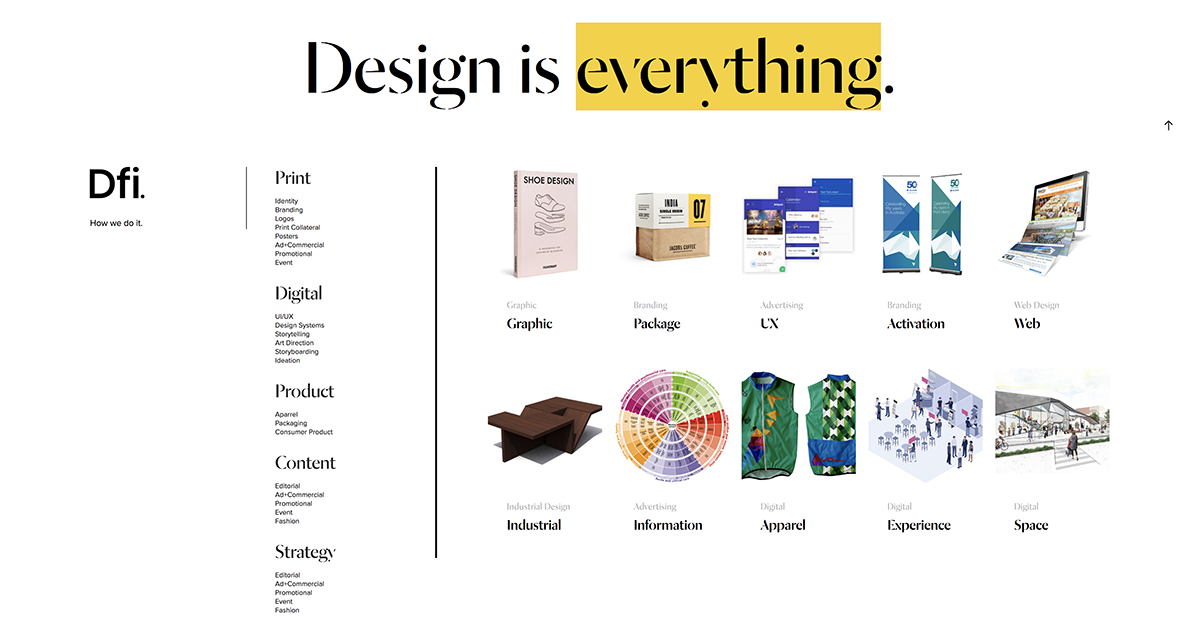 Design is everything.
Dfi.
How we do it.
Print
Identity
Branding
Logos
Print Collateral
Posters
Ad+Commercial
Promotional
Event
Digital
UI/UX
Design Systems
Storytelling
Art Direction
Storyboarding
Ideation
Product
Aparrel
Packaging
Consumer Product
Content
Editorial
Ad+Commercial
Promotional
Event
Fashion
Strategy
Editorial
Ad+Commercial
Promotional
Event
Fashion
SHOE DESIGN
INDIA
SINGLE ORIGIN
07
JACOBS COFFEE
50
Celebrating
50
Graphic
Graphic
Branding
Package
Advertising
UX
Branding
Activation
Web Design
Web
Industrial Design
Industrial
Advertising
Information
Digital
Apparel
Digital
Experience
Digital
Space